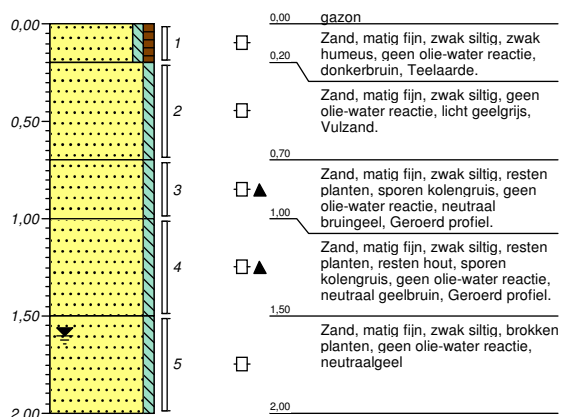 0,00
0,50
1,00
1,50
2,00
1
2
3
4
5
0,00 gazon
Zand, matig fijn, zwak siltig, zwak
humeus, geen olie-water reactie,
donkerbruin, Teelaarde.
0,20
Zand, matig fijn, zwak siltig, geen
olie-water reactie, licht geelgrijs,
Vulzand.
0,70
Zand, matig fijn, zwak siltig, resten
planten, sporen kolengruis, geen
olie-water reactie, neutraal
bruingeel, Geroerd profiel.
1,00
Zand, matig fijn, zwak siltig, resten
planten, resten hout, sporen
kolengruis, geen olie-water reactie,
neutraal geelbruin, Geroerd profiel.
1,50
Zand, matig fijn, zwak siltig, brokken
planten, geen olie-water reactie,
neutraalgeel
2,00